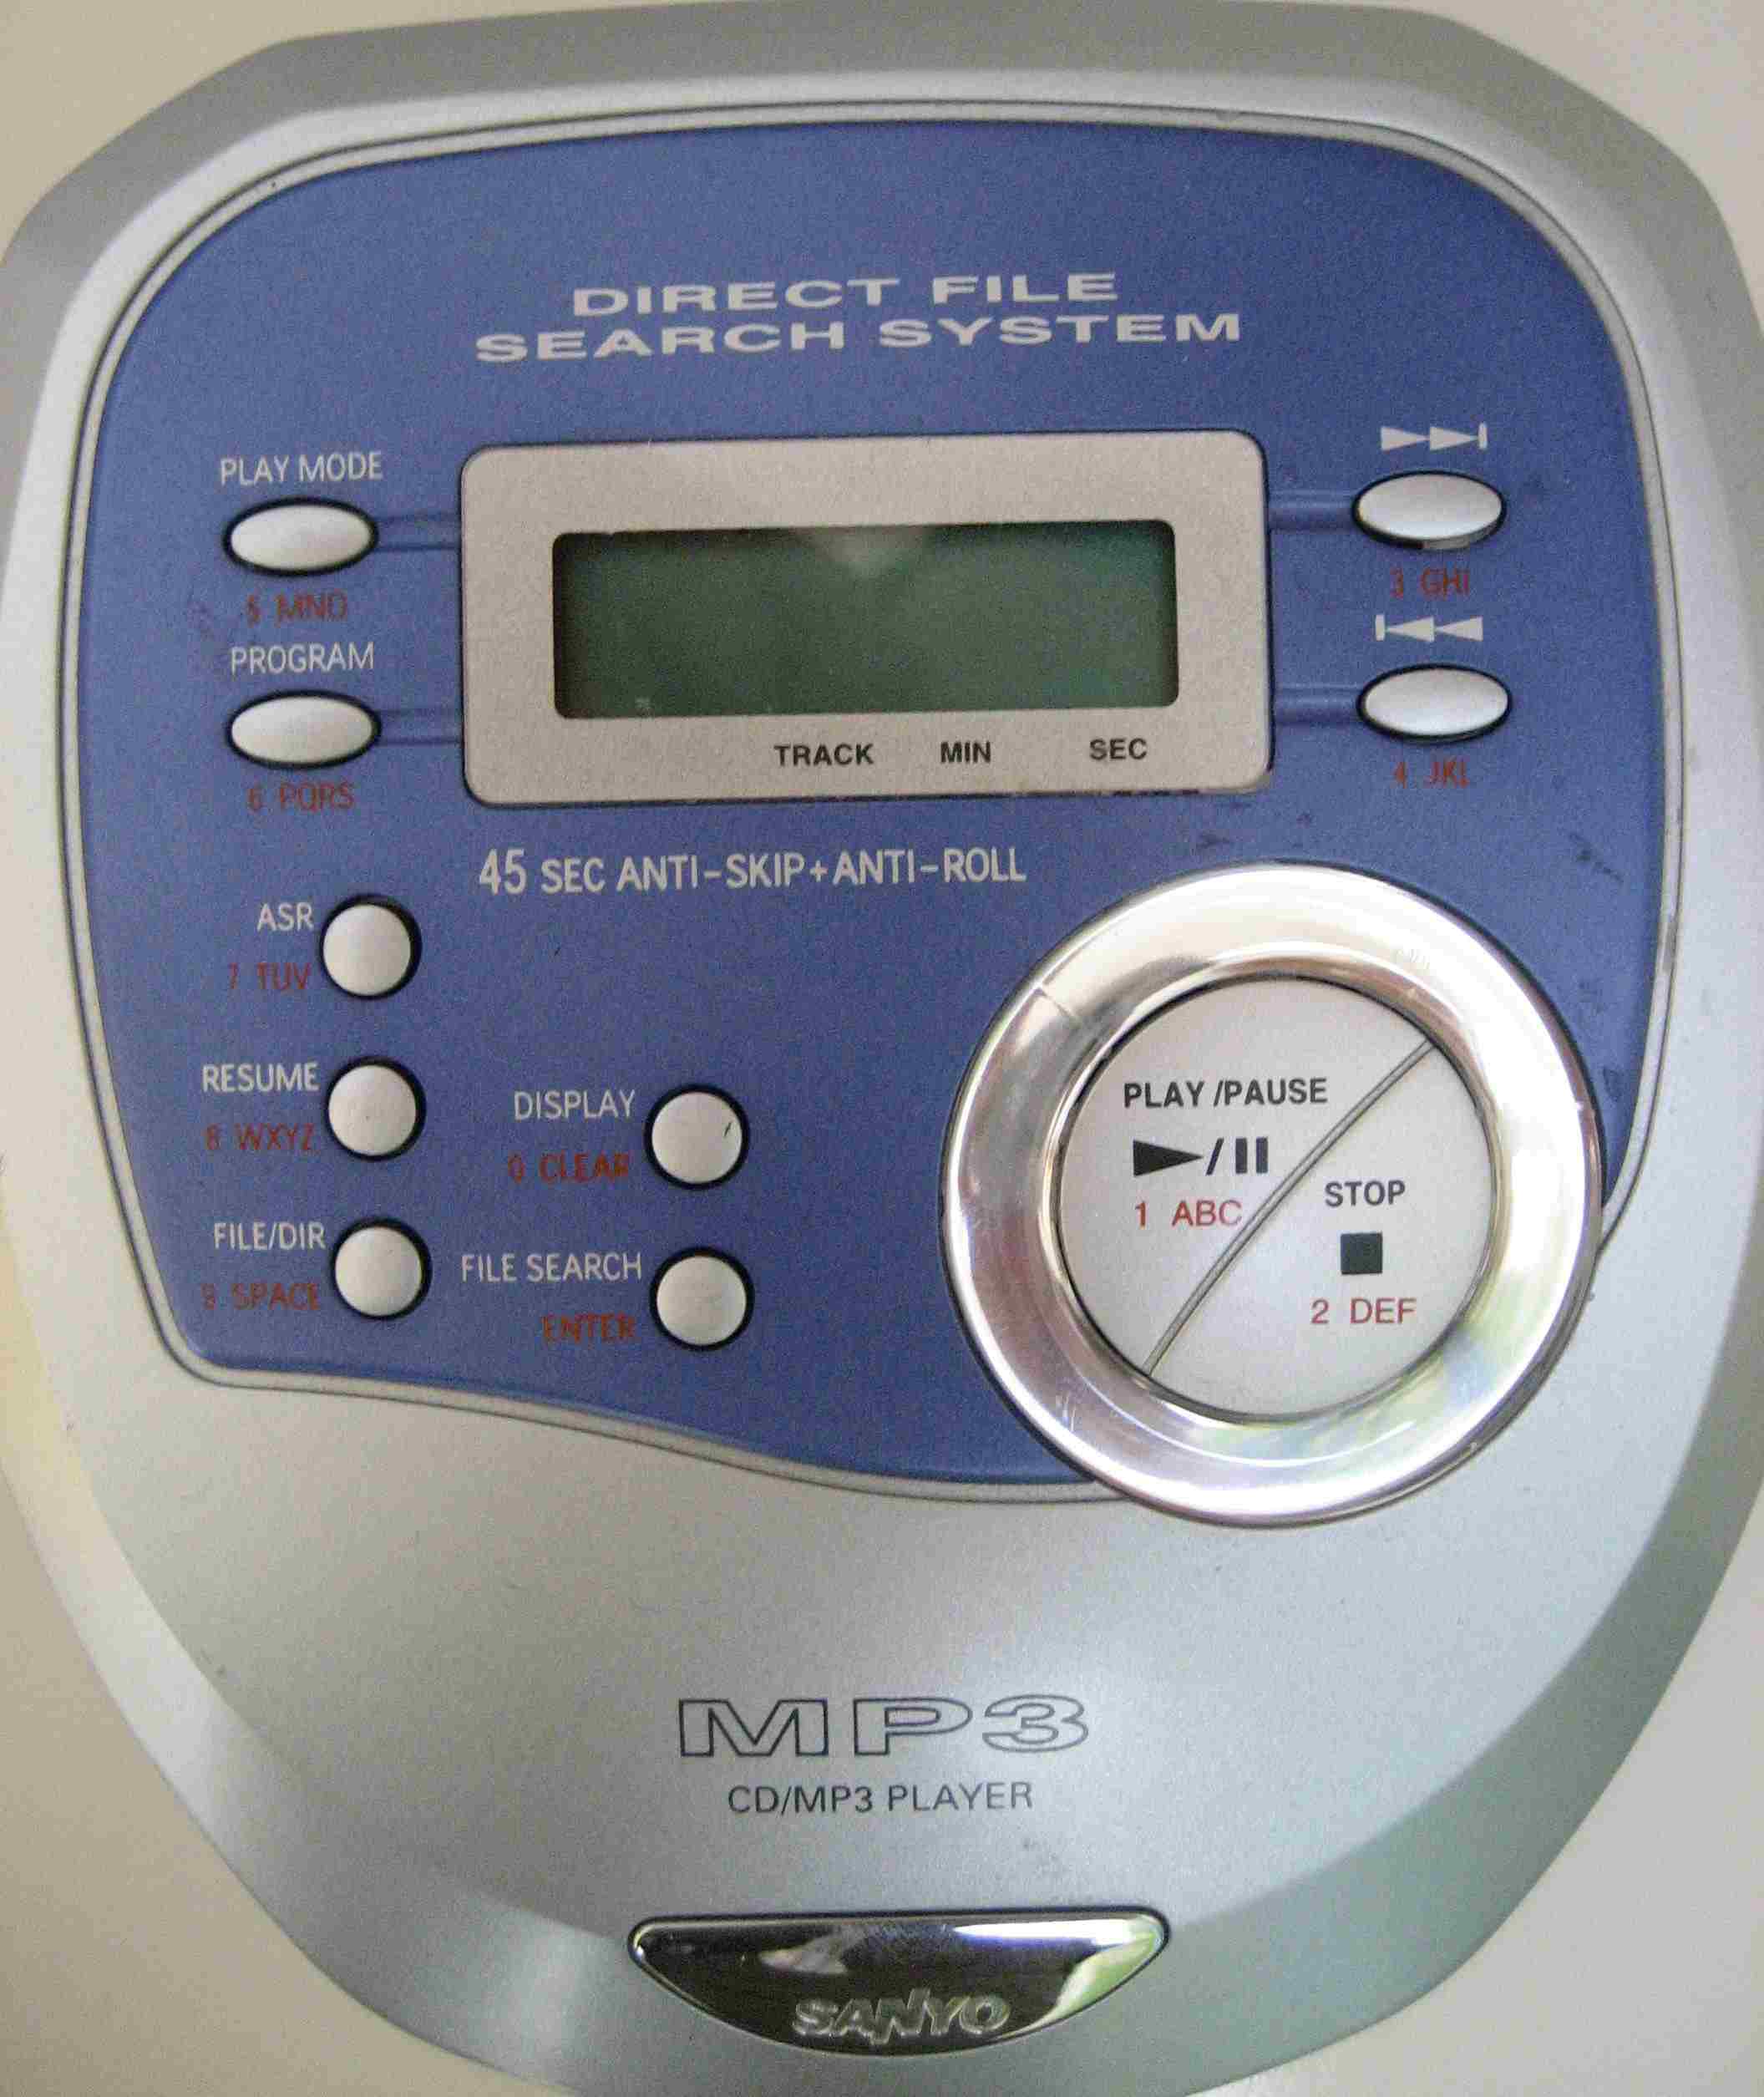 DIRECT FILE
SEARCH SYSTEM
PLAY MODE
5 MNO
3 GHI
PROGRAM
6 PQRS
4 JKL
TRACK MIN SEC
45 SEC ANTI-SKIP+ANTI-ROLL
ASR
7 TUV
RESUME
8 WXYZ
DISPLAY
0 CLEAR
FILE/DIR
9 SPACE
FILE SEARCH
ENTER
PLAY/PAUSE
1 ABC
STOP
2 DEF
MP3
CD/MP3 PLAYER
SANYO